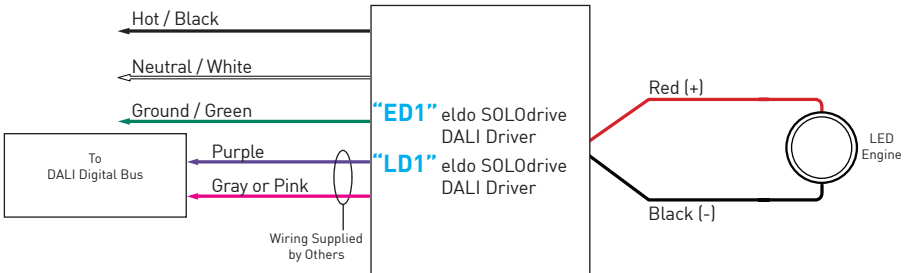 Hot / Black
Neutral / White
Ground / Green
To
DALI Digital Bus
Purple
Gray or Pink
Wiring Supplied
by Others
“ED1” eldo SOLOdrive
DALI Driver
“LD1” eldo SOLOdrive
DALI Driver
Red (+)
Black (-)
LED
Engine